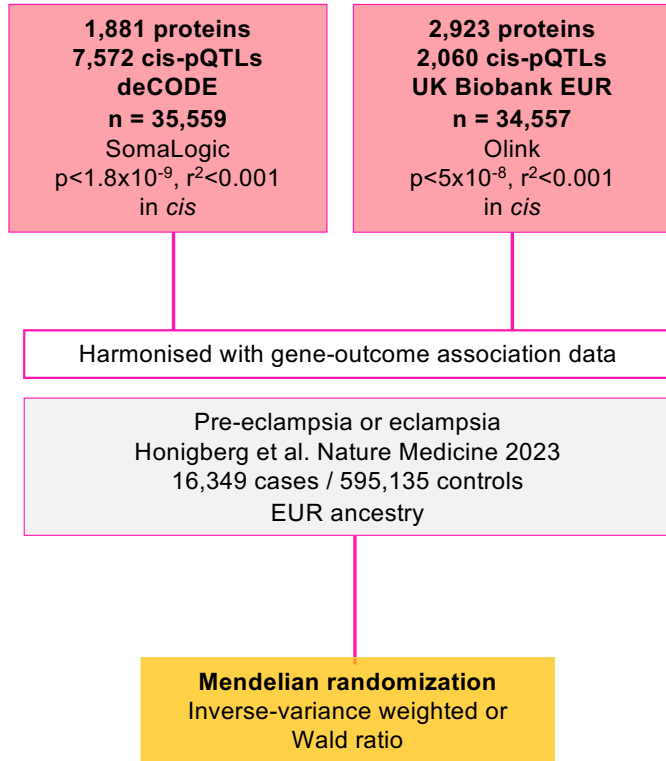 1,881 proteins
7,572 cis-pQTLs
deCODE
n = 35,559
SomaLogic
p<1.8x10⁻⁹, r²<0.001
in cis
2,923 proteins
2,060 cis-pQTLs
UK Biobank EUR
n = 34,557
Olink
p<5x10⁻⁸, r²<0.001
in cis
Harmonised with gene-outcome association data
Pre-eclampsia or eclampsia
Honigberg et al. Nature Medicine 2023
16,349 cases / 595,135 controls
EUR ancestry
Mendelian randomization
Inverse-variance weighted or
Wald ratio